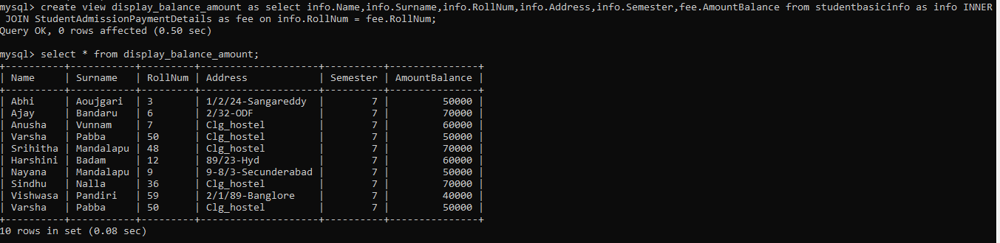 mysql> create view display_balance_amount as select info.Name,info.Surname,info.RollNum,info.Address,info.Semester,fee.AmountBalance from studentbasicinfo as info INNER
 JOIN StudentAdmissionPaymentDetails as fee on info.RollNum = fee.RollNum;
Query OK, 0 rows affected (0.50 sec)

mysql> select * from display_balance_amount;
+----------+-----------+---------+--------------------+----------+---------------+
| Name     | Surname   | RollNum | Address            | Semester | AmountBalance |
+----------+-----------+---------+--------------------+----------+---------------+
| Abhi     | Aoujgari  | 3       | 1/2/24-Sangareddy  |        7 |         50000 |
| Ajay     | Bandaru   | 6       | 2/32-ODF           |        7 |         70000 |
| Anusha   | Vunnam    | 7       | Clg_hostel         |        7 |         60000 |
| Varsha   | Pabba     | 50      | Clg_hostel         |        7 |         50000 |
| Srihitha | Mandalapu | 48      | Clg_hostel         |        7 |         70000 |
| Harshini | Badam     | 12      | 89/23-Hyd          |        7 |         60000 |
| Nayana   | Mandalapu | 9       | 9-8/3-Secunderabad |        7 |         50000 |
| Sindhu   | Nalla     | 36      | Clg_hostel         |        7 |         70000 |
| Vishwasa | Pandiri   | 59      | 2/1/89-Banglore    |        7 |         40000 |
| Varsha   | Pabba     | 50      | Clg_hostel         |        7 |         50000 |
+----------+-----------+---------+--------------------+----------+---------------+
10 rows in set (0.08 sec)